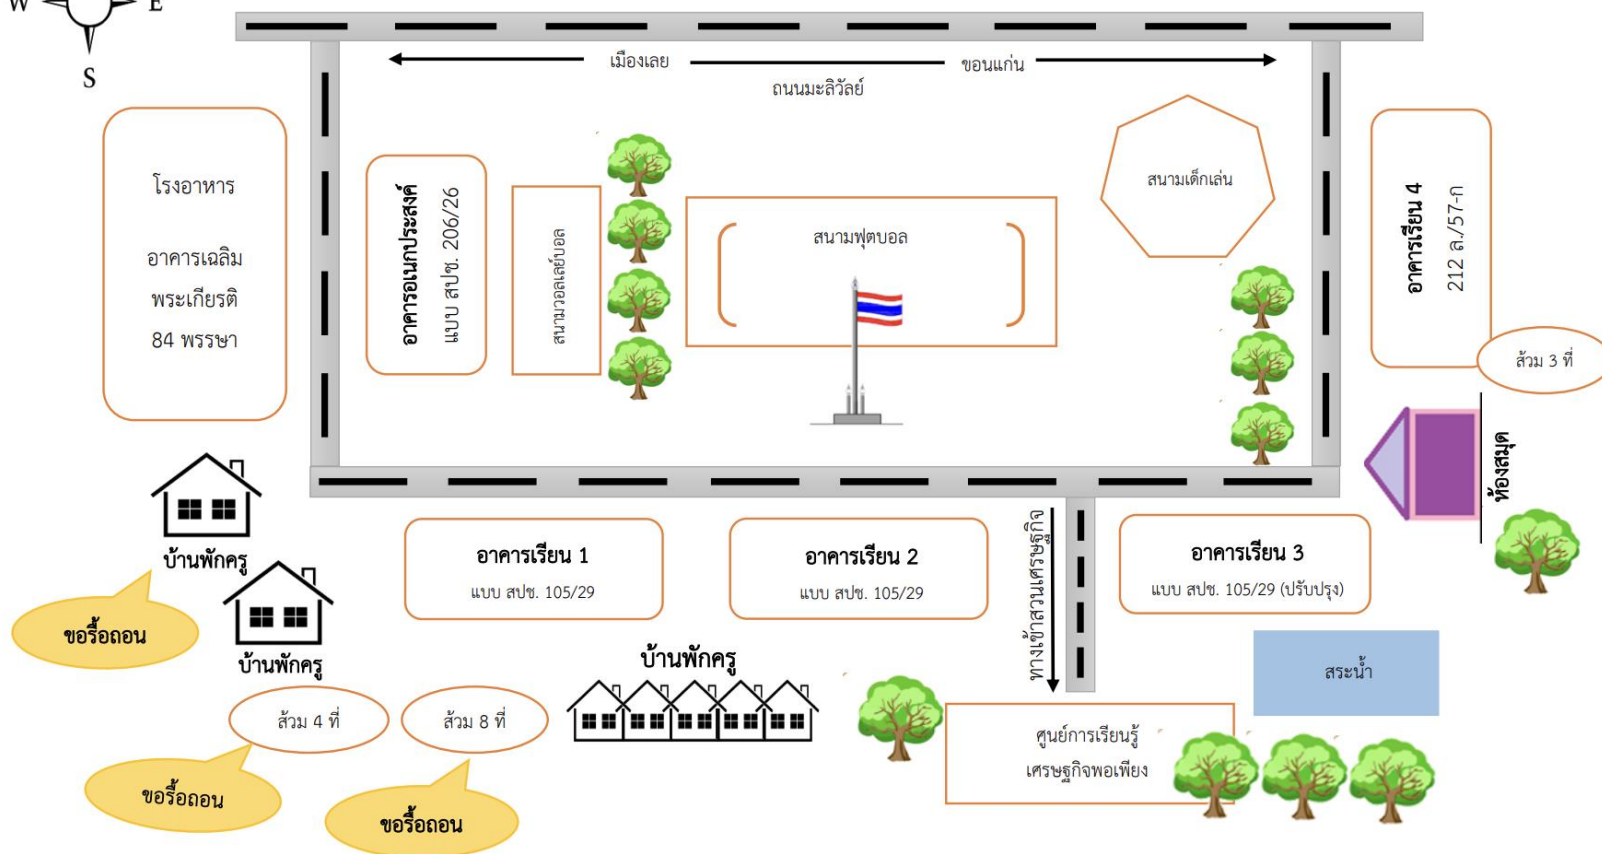 W
E
S
เมืองเลย
ขอนแก่น
ถนนมะลิวัลย์
โรงอาหาร
อาคารเฉลิม
พระเกียรติ
84 พรรษา
อาคารอเนกประสงค์
แบบ สปช. 206/26
สนามวอลเลย์บอล
สนามฟุตบอล
สนามเด็กเล่น
อาคารเรียน 4
212 ล./57-ก
ส้วม 3 ที่
ห้องสมุด
บ้านพักครู
ขอรื้อถอน
บ้านพักครู
อาคารเรียน 1
แบบ สปช. 105/29
อาคารเรียน 2
แบบ สปช. 105/29
ทางเข้าสวนเศรษฐกิจ
อาคารเรียน 3
แบบ สปช. 105/29 (ปรับปรุง)
บ้านพักครู
สระน้ำ
ส้วม 4 ที่
ส้วม 8 ที่
ขอรื้อถอน
ขอรื้อถอน
ศูนย์การเรียนรู้
เศรษฐกิจพอเพียง